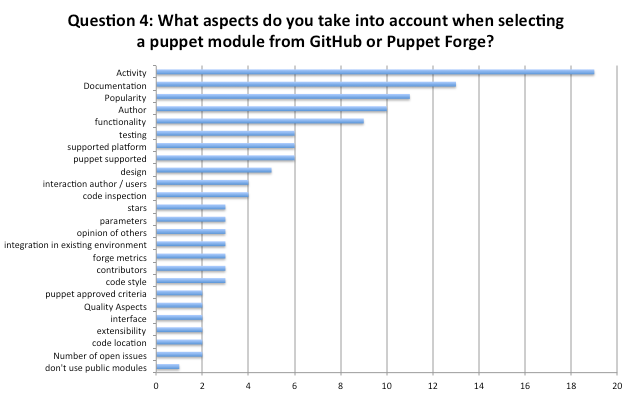 Question 4: What aspects do you take into account when selecting
a puppet module from GitHub or Puppet Forge?
Activity
Documentation
Popularity
Author
functionality
testing
supported platform
puppet supported
design
interaction author / users
code inspection
stars
parameters
opinion of others
integration in existing environment
forge metrics
contributors
code style
puppet approved criteria
Quality Aspects
interface
extensibility
code location
Number of open issues
don't use public modules
0 2 4 6 8 10 12 14 16 18 20